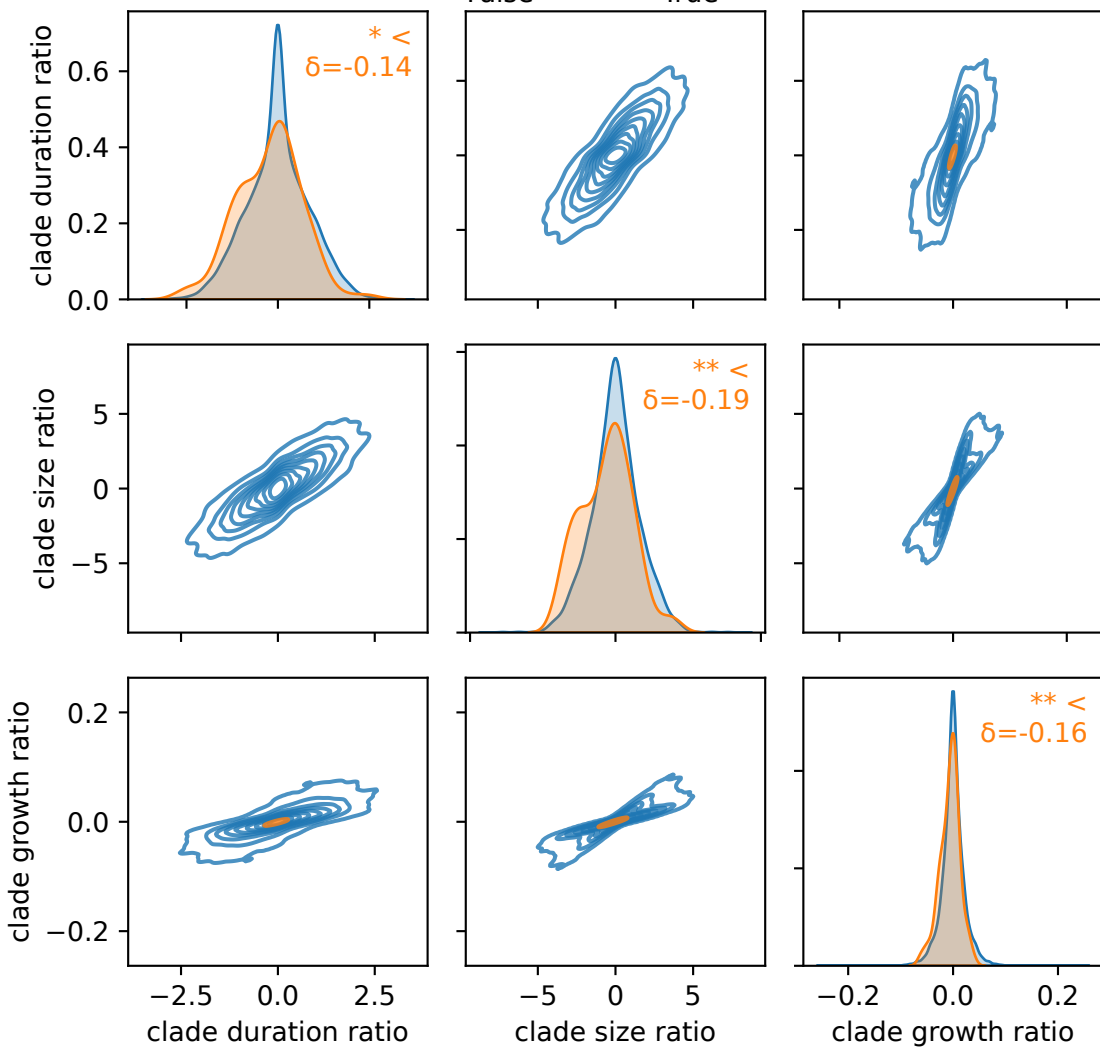 * <
δ=-0.14
clade duration ratio
0.6
0.4
0.2
0.0
** <
δ=-0.19
clade size ratio
5
0
−5
** <
δ=-0.16
clade growth ratio
0.2
0.0
−0.2
−2.5 0.0 2.5
−5 0 5
−0.2 0.0 0.2
clade duration ratio
clade size ratio
clade growth ratio